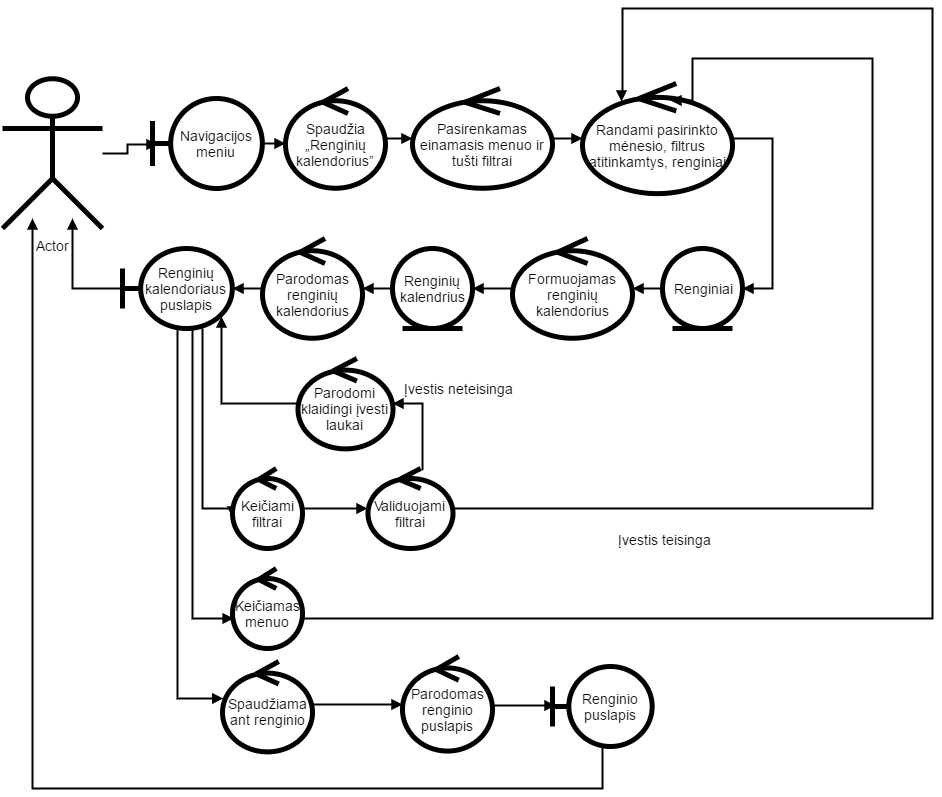 Navigacijos
meniu
Spaudžia
„Renginių
kalendorius”
Pasirenkamas
einamasis menuo ir
tušti filtrai
Randami pasirinkto
mėnesio, filtrus
atitinkamtys, renginiai
Actor
Renginių
kalendoriaus
puslapis
Parodomas
renginių
kalendorius
Renginių
kalendrius
Formuojamas
renginių
kalendorius
Renginiai
Parodomi
klaidingi įvesti
laukai
Įvestis neteisinga
Keičiami
filtrai
Validuojami
filtrai
Įvestis teisinga
Keičiamas
menuo
Spaudžiama
ant renginio
Parodomas
renginio
puslapis
Renginio
puslapis